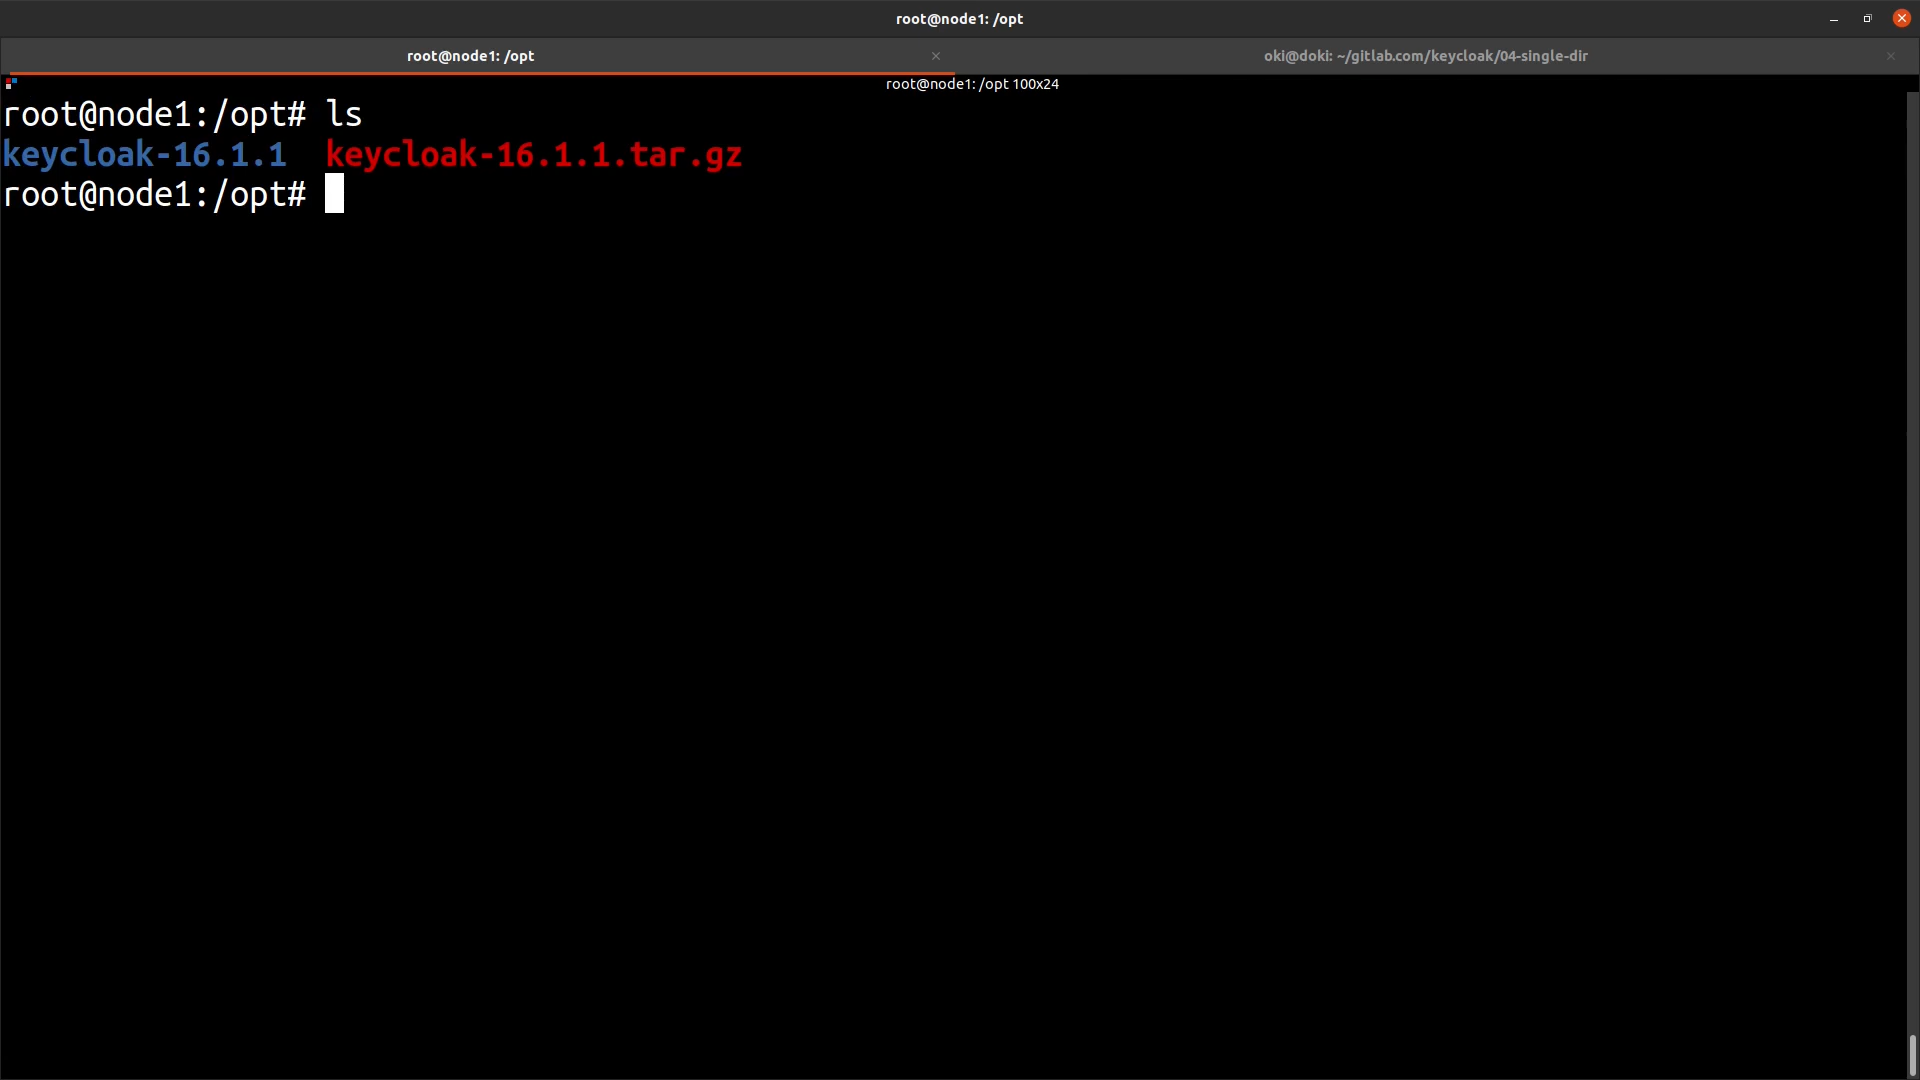 root@node1: /opt
root@node1: /opt
oki@doki: ~/gitlab.com/keycloak/04-single-dir
root@node1: /opt 100x24
root@node1:/opt# ls
keycloak-16.1.1  keycloak-16.1.1.tar.gz
root@node1:/opt#